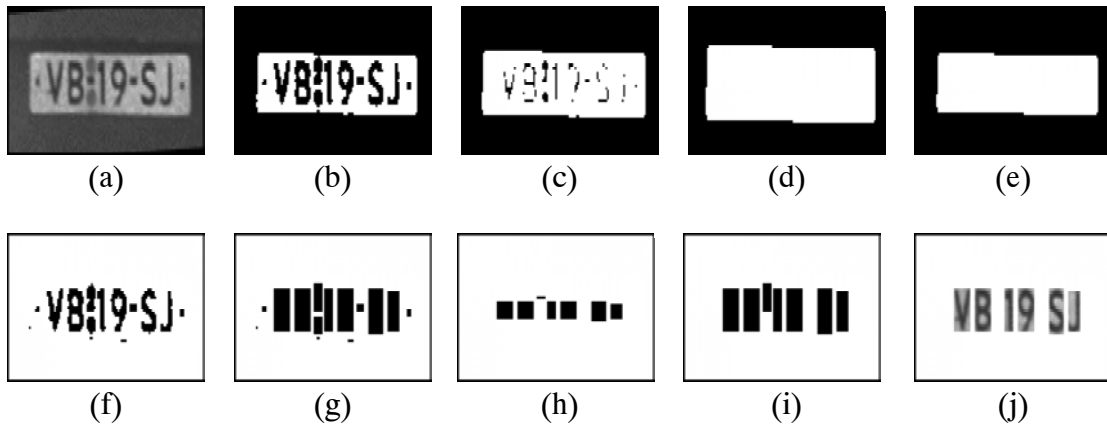 ·VB:19-SJ·
VB:19-SJ·
VB:19-SJ
(a) (b) (c) (d) (e)
·VB:19-SJ·
VB 19 SJ
(f) (g) (h) (i) (j)